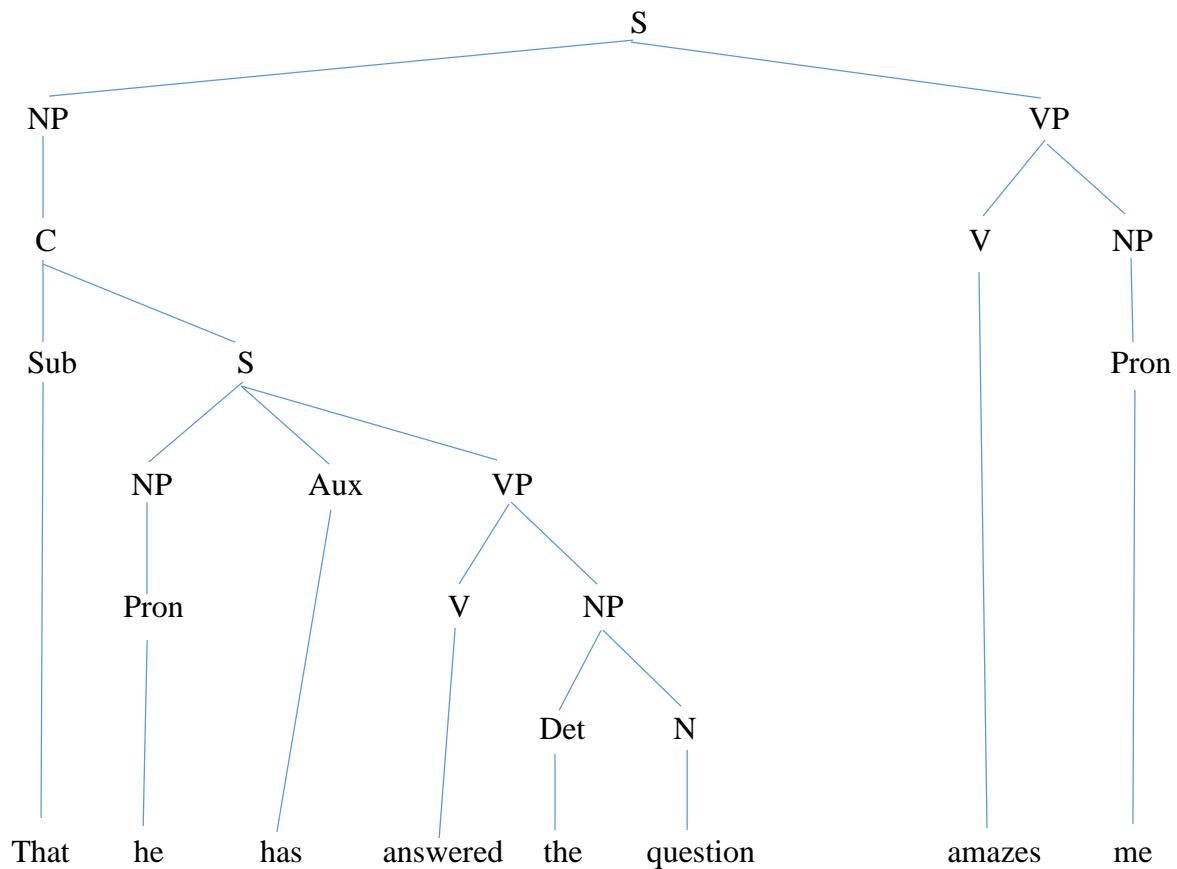 S
NP VP
C V NP
Sub S Pron
NP Aux VP
Pron V NP
Det N
That he has answered the question amazes me